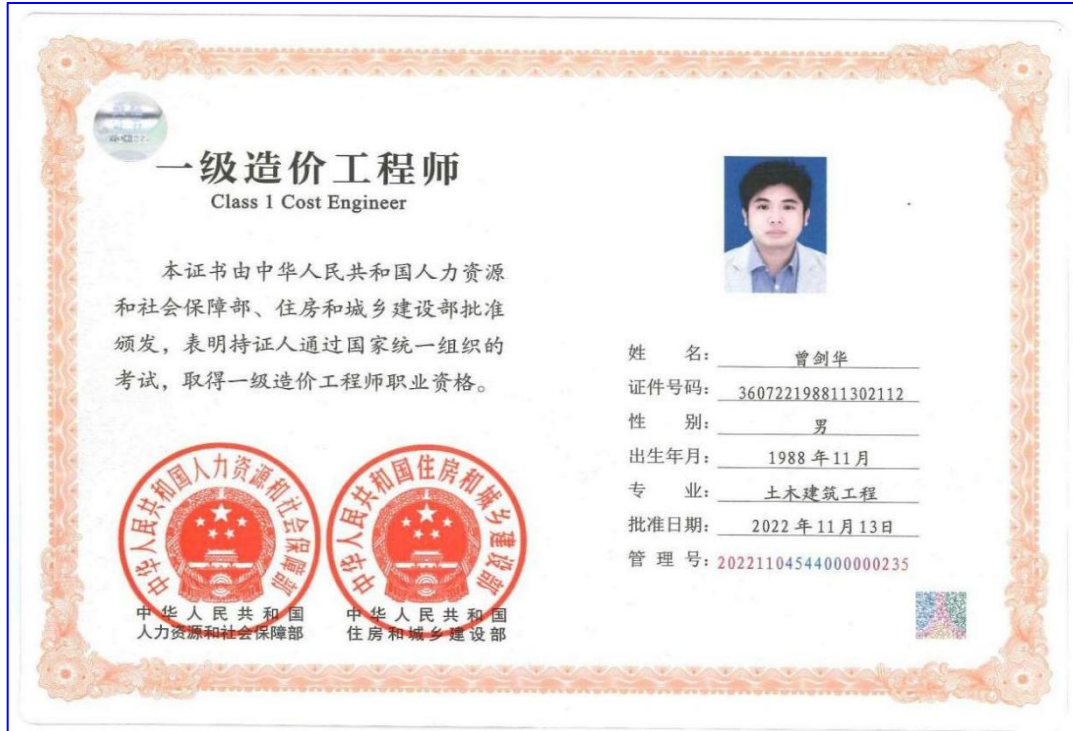 一级造价工程师
Class 1 Cost Engineer
本证书由中华人民共和国人力资源
和社会保障部、住房和城乡建设部批准
颁发，表明持证人通过国家统一组织的
考试，取得一级造价工程师职业资格。
中华人民共和国人力资源和社会保障部
中华人民共和国
人力资源和社会保障部
中华人民共和国住房和城乡建设部
中华人民共和国
住房和城乡建设部
姓 名： 曾剑华
证件号码： 360722198811302112
性 别： 男
出生年月： 1988年11月
专 业： 土木建筑工程
批准日期： 2022年11月13日
管 理 号： 20221104544000000235